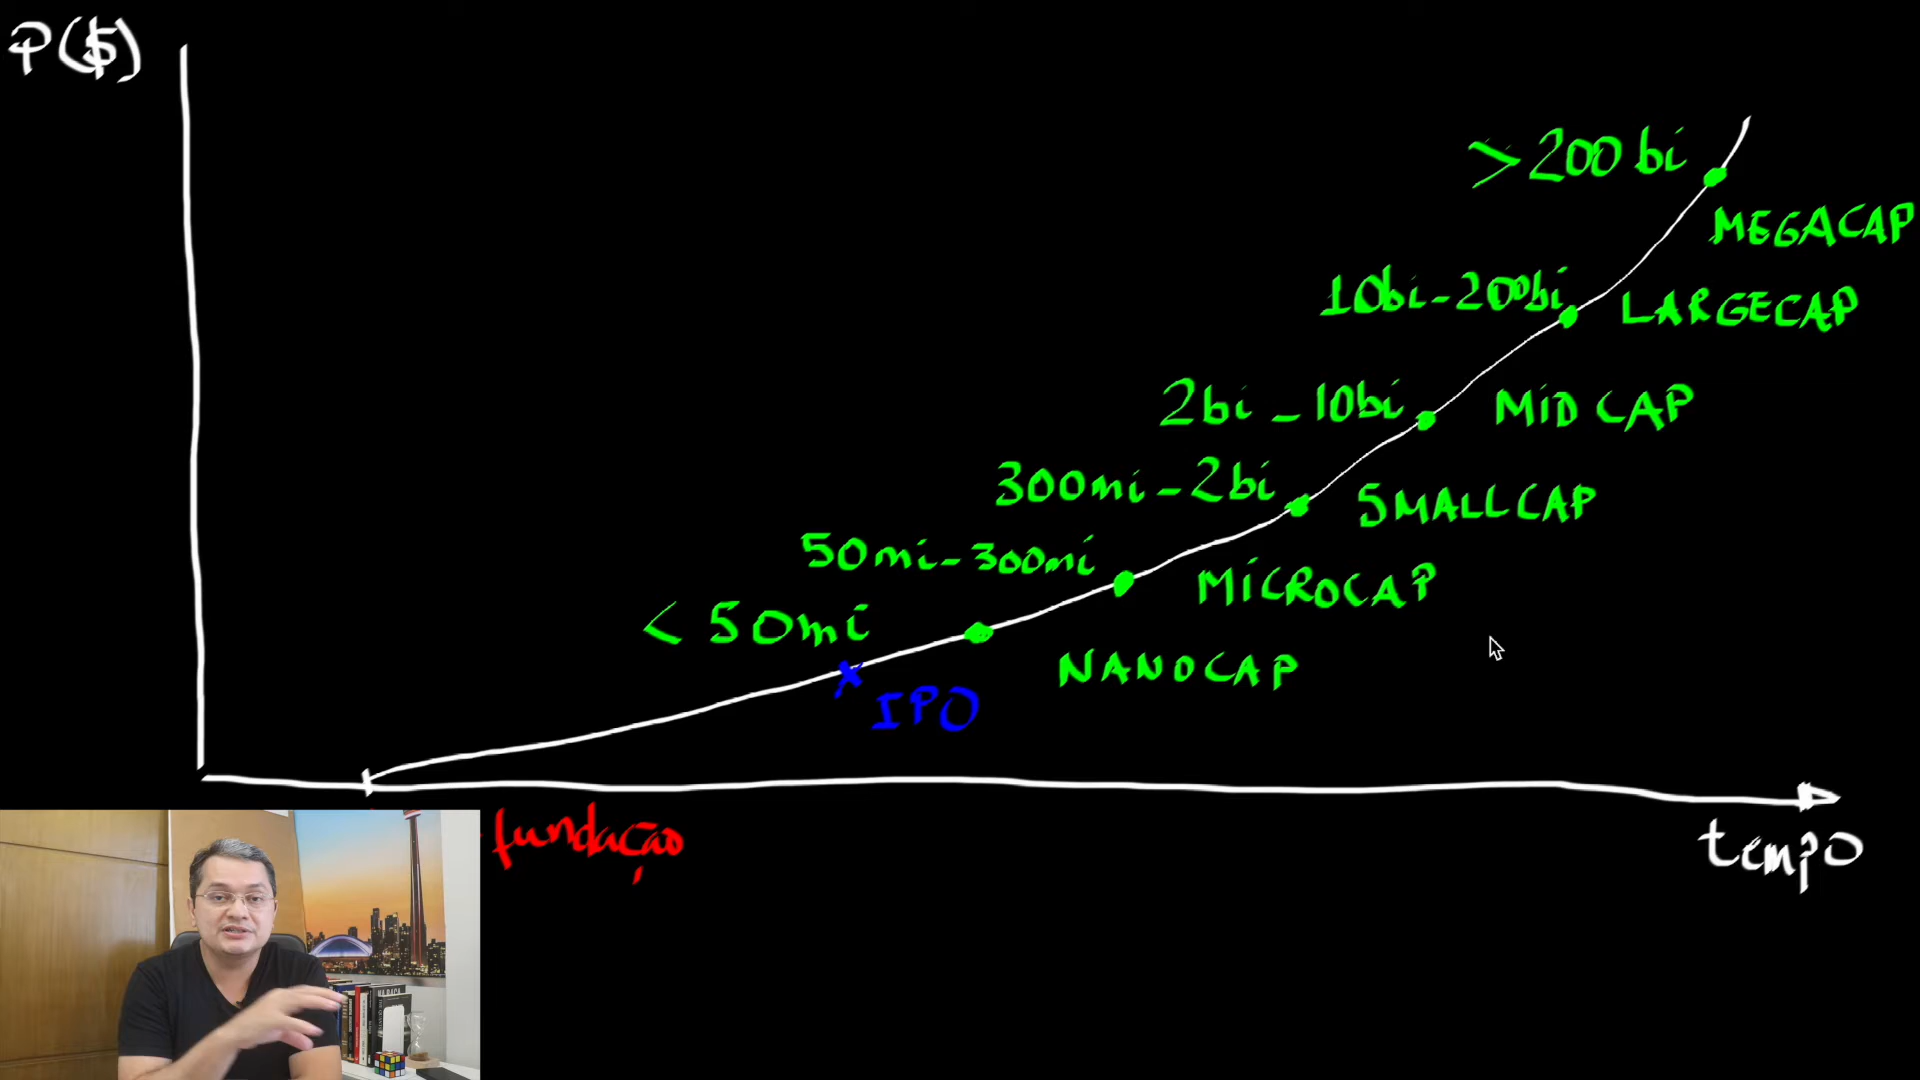 P($)
>200 bi
MEGACAP
10bi-200bi
LARGECAP
2bi - 10bi
MID CAP
300mi - 2bi
SMALLCAP
50mi-300mi
MICROCAP
< 50mi
NANOCAP
IPO
fundação
tempo